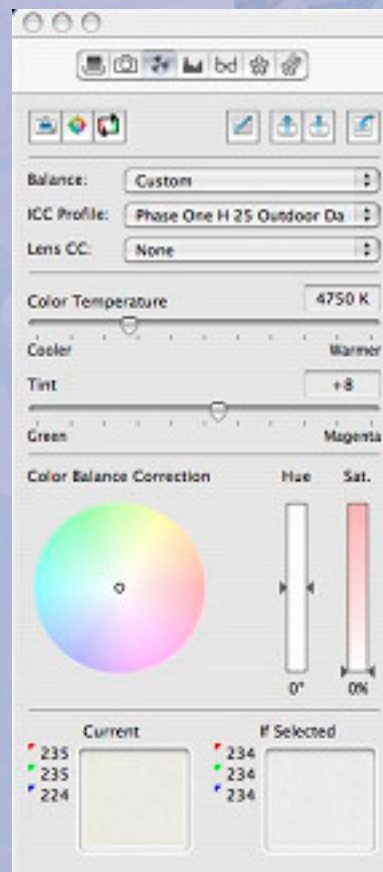 Balance: Custom
ICC Profile: Phase One H 25 Outdoor Da
Lens CC: None
Color Temperature 4750 K
Cooler Warmer
Tint +8
Green Magenta
Color Balance Correction Hue Sat.
0° 0%
Current If Selected
235 234
235 234
224 234